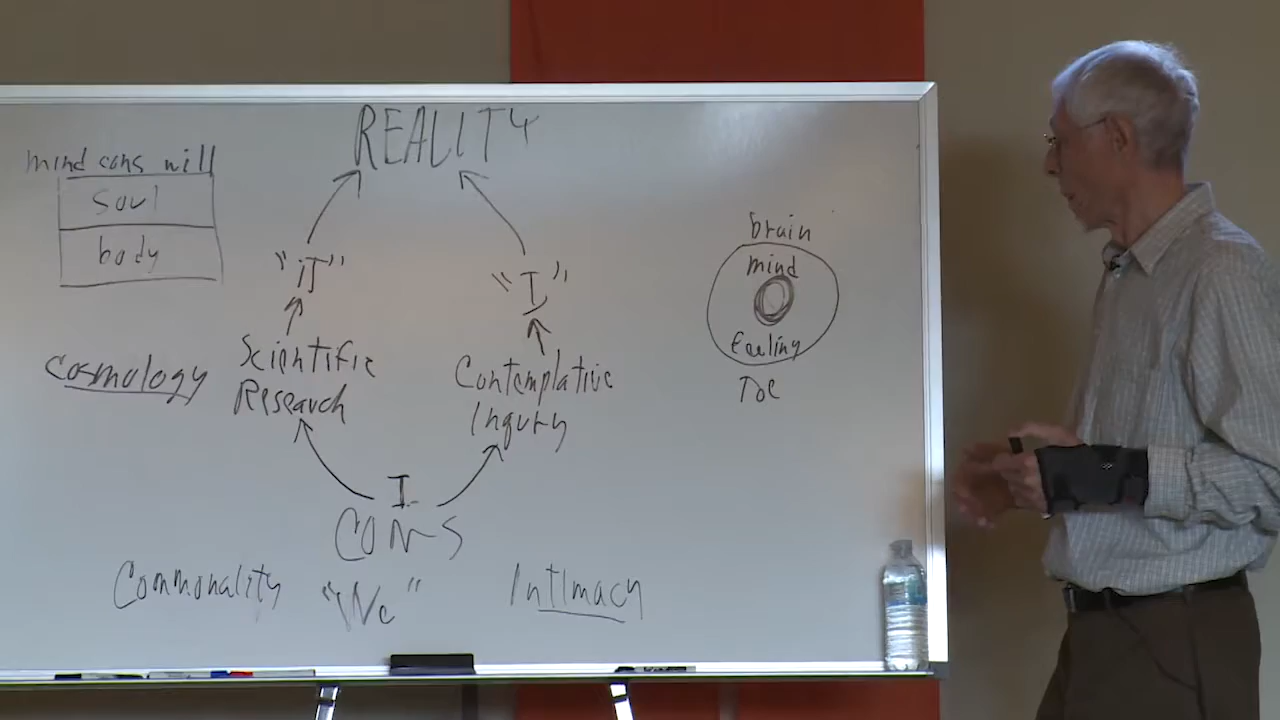 REALITY
mind cons will
soul
body
"it"
"I"
brain
mind
feeling
Toe
Cosmology
Scientific
Research
Contemplative
Inqury
I
CONS
Commonality
"We"
Intimacy